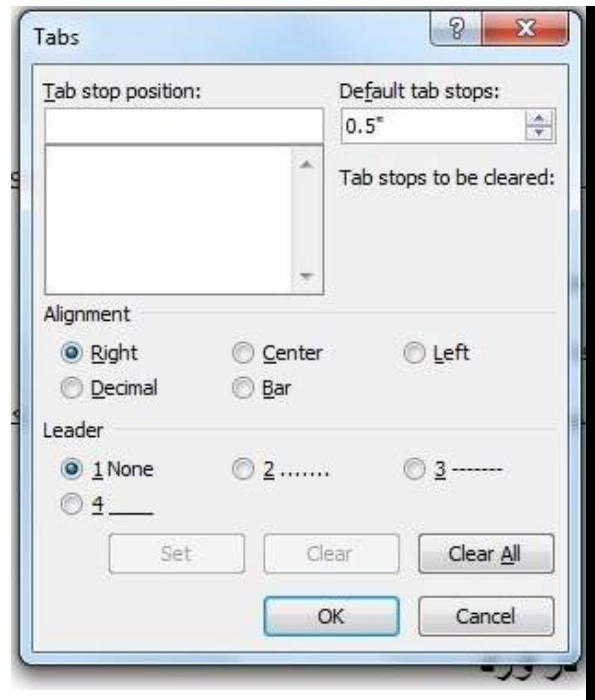 Tabs
Tab stop position:
Default tab stops:
0.5"
Tab stops to be cleared:
Alignment
Right Center Left
Decimal Bar
Leader
1 None 2 ....... 3 -------
4 ____
Set Clear Clear All
OK Cancel